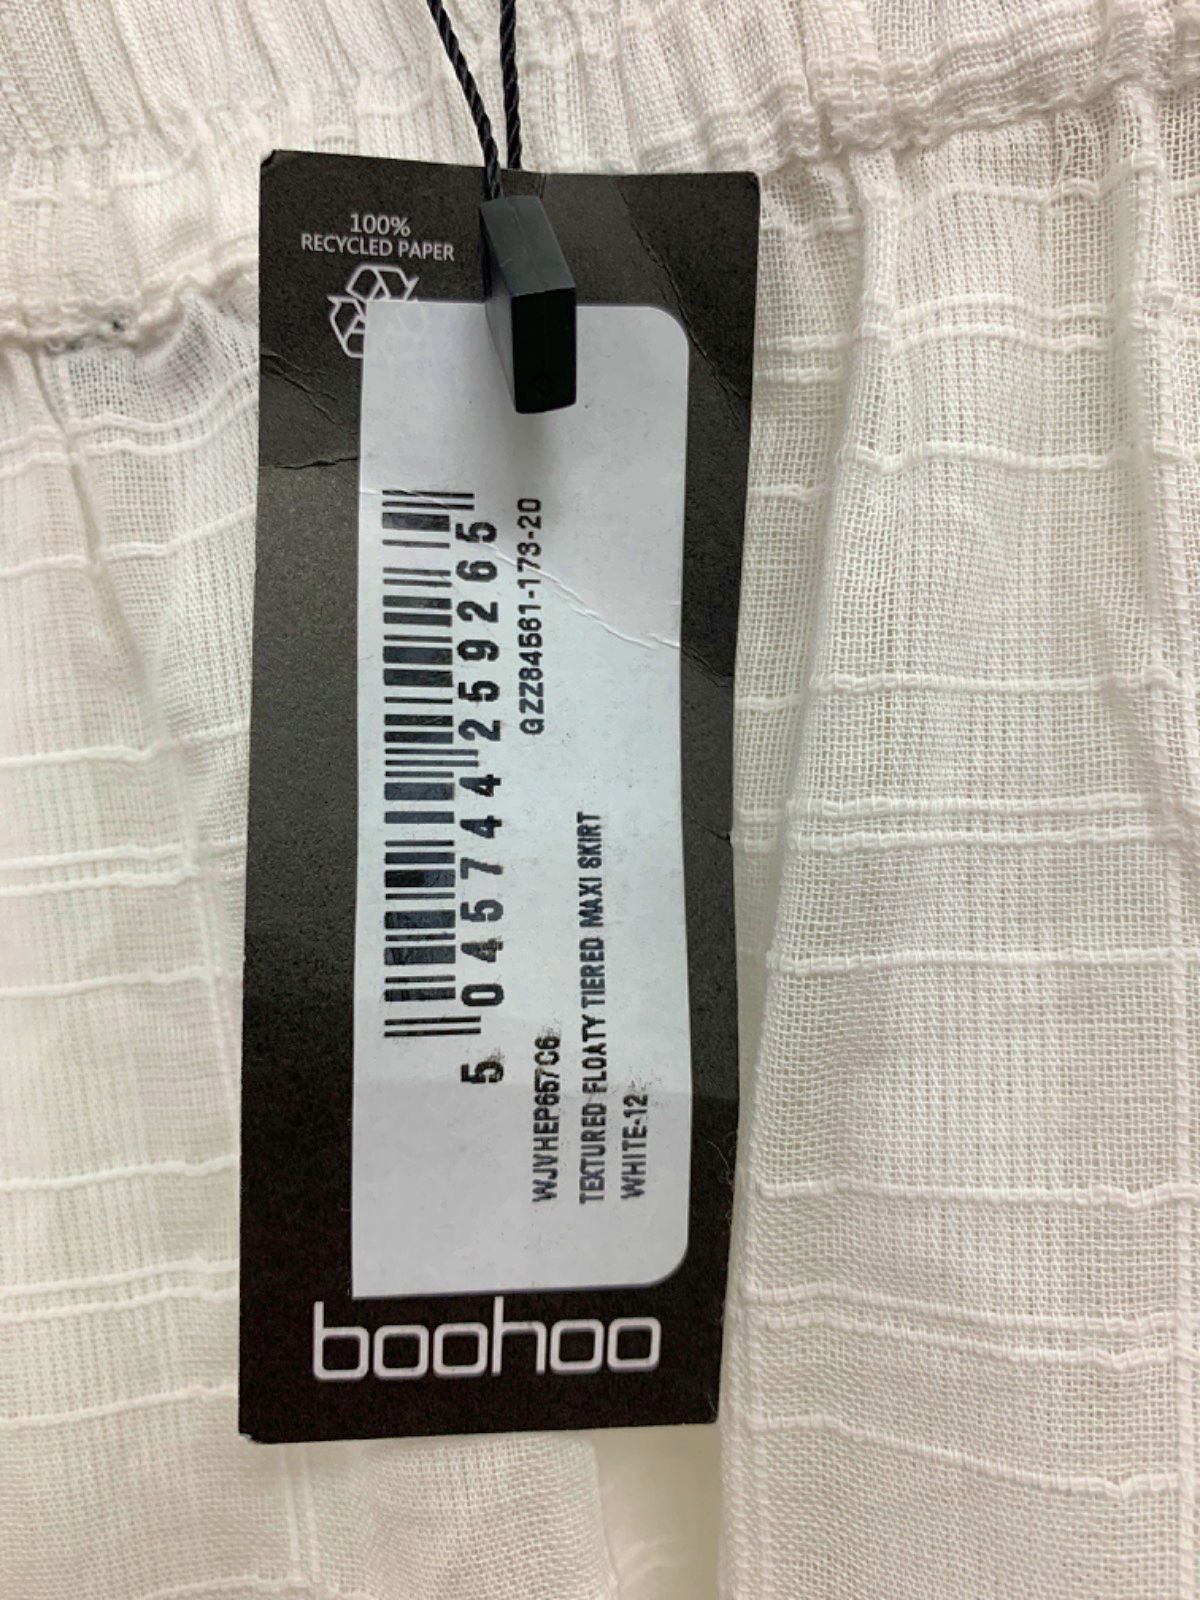 100%
RECYCLED PAPER
5 045744 259265
GZZ84561-173-20
WJVHEP657C6
TEXTURED FLOATY TIERED MAXI SKIRT
WHITE-12
boohoo